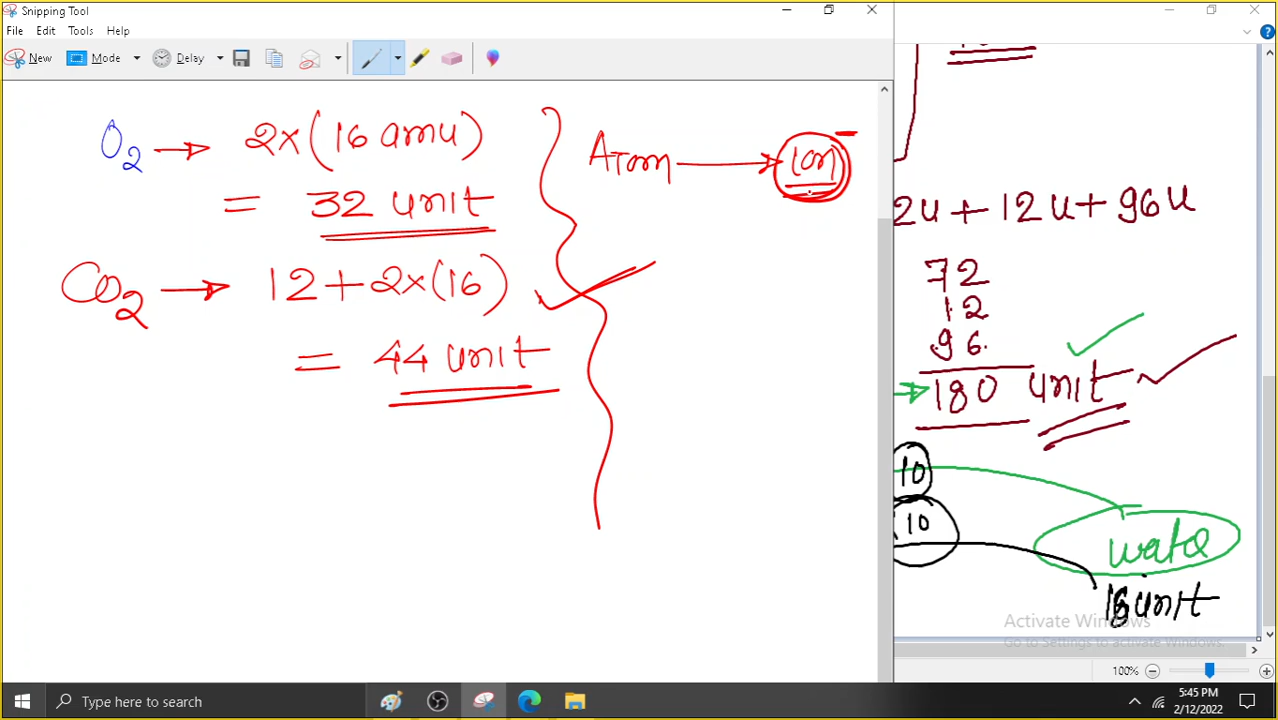 Snipping Tool
File Edit Tools Help
New Mode Delay
O2 → 2×(16 amu)
= 32 unit
CO2 → 12+2×(16)
= 44 unit
Atom → ion
2u + 12u + 96u
72
12
96
180 unit
10
10
water
unit
Activate Windows
Go to Settings to activate Windows.
100%
Type here to search
5:45 PM
2/12/2022